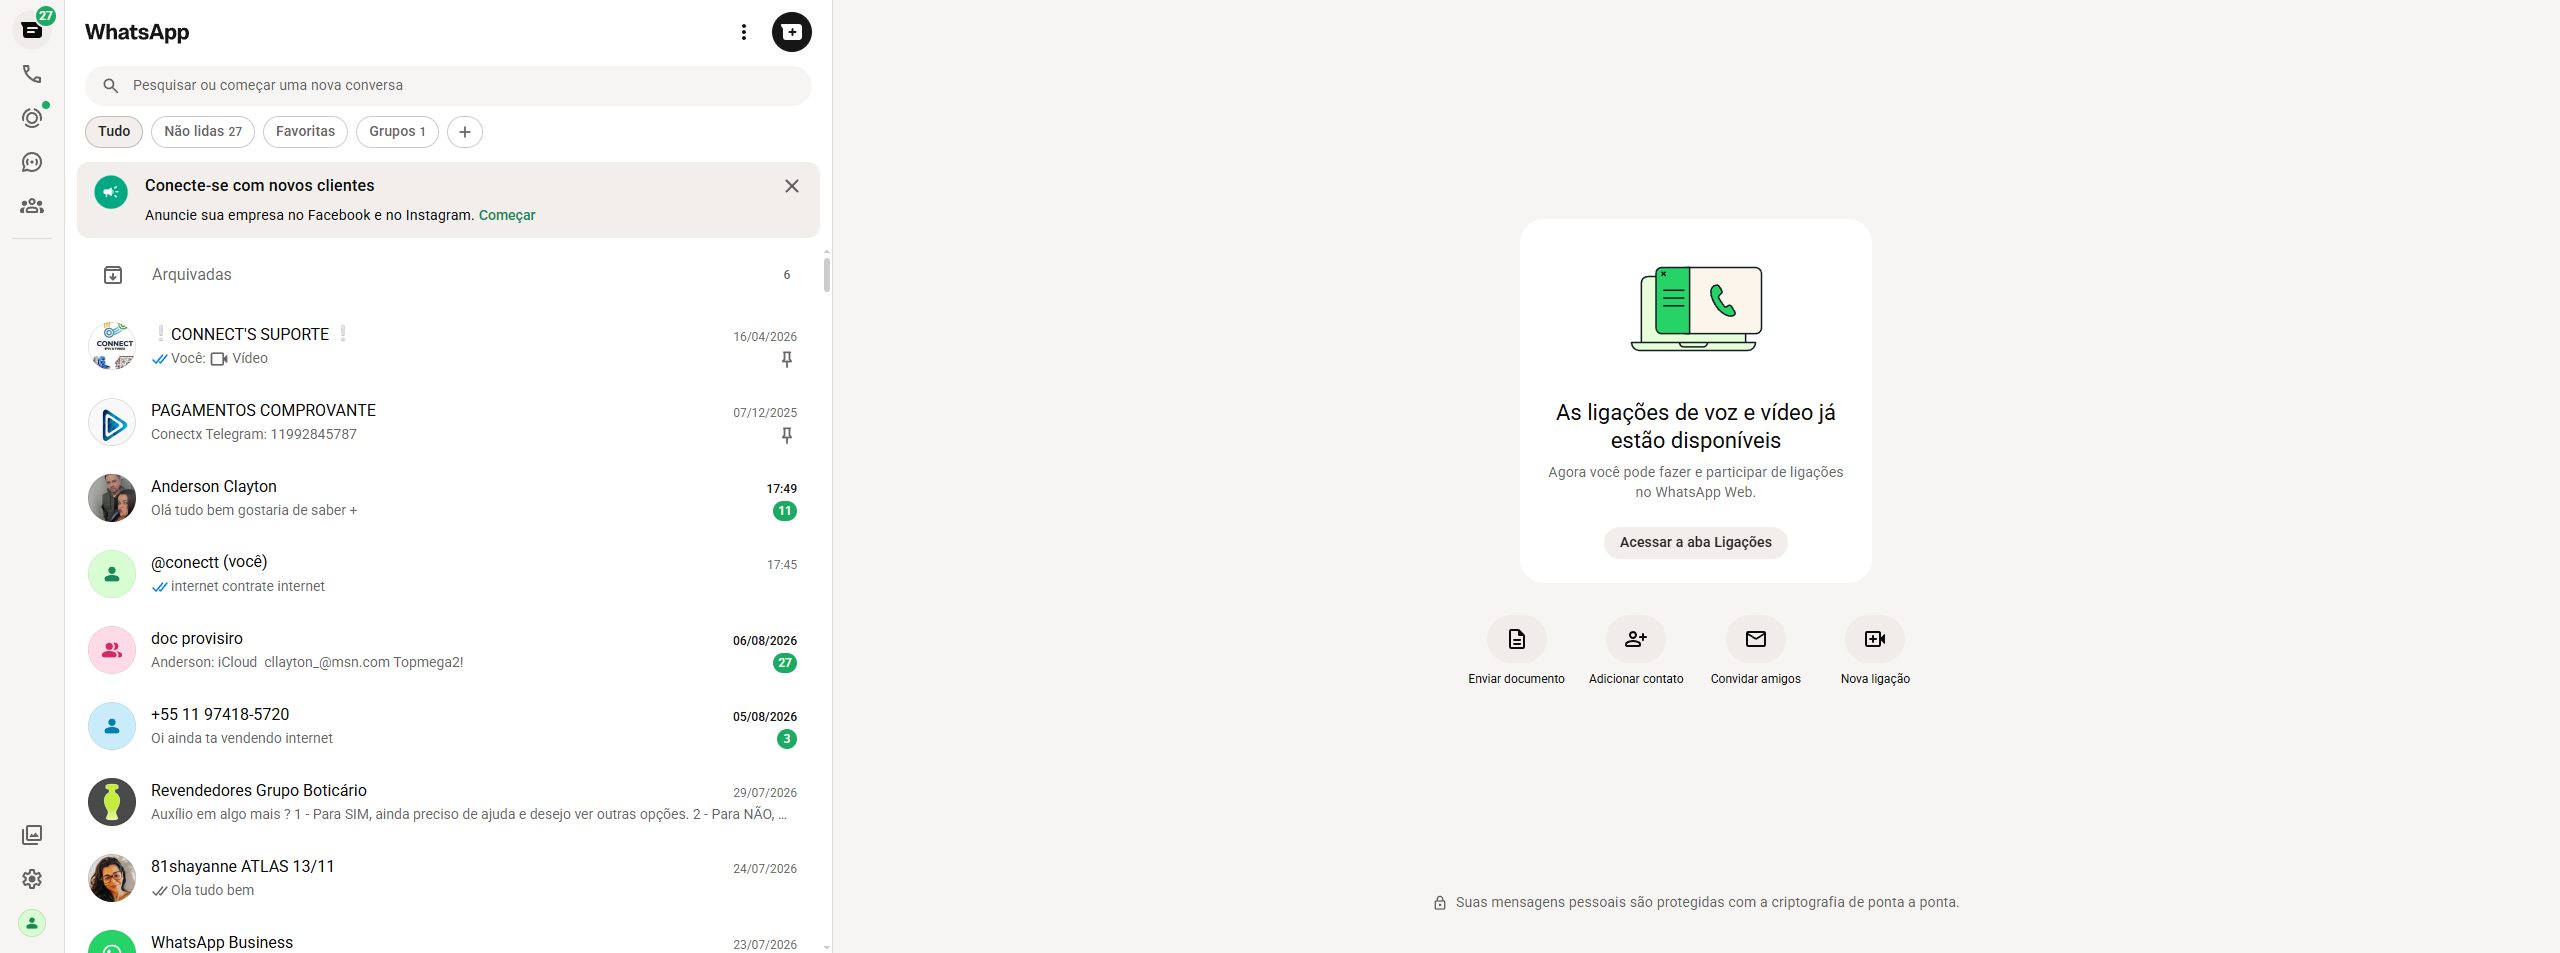 27
WhatsApp
Pesquisar ou começar uma nova conversa
Tudo
Não lidas 27
Favoritas
Grupos 1
Conecte-se com novos clientes
Anuncie sua empresa no Facebook e no Instagram. Começar
Arquivadas
6
❕CONNECT'S SUPORTE ❕
16/04/2026
Você: Vídeo
CONNECT
PAGAMENTOS COMPROVANTE
07/12/2025
Conectx Telegram: 11992845787
Anderson Clayton
17:49
Olá tudo bem gostaria de saber +
11
@conectt (você)
17:45
internet contrate internet
doc provisiro
06/08/2026
Anderson: iCloud  cllayton_@msn.com Topmega2!
27
+55 11 97418-5720
05/08/2026
Oi ainda ta vendendo internet
3
Revendedores Grupo Boticário
29/07/2026
Auxílio em algo mais ? 1 - Para SIM, ainda preciso de ajuda e desejo ver outras opções. 2 - Para NÃO, ...
81shayanne ATLAS 13/11
24/07/2026
Ola tudo bem
WhatsApp Business
23/07/2026
As ligações de voz e vídeo já
estão disponíveis
Agora você pode fazer e participar de ligações
no WhatsApp Web.
Acessar a aba Ligações
Enviar documento
Adicionar contato
Convidar amigos
Nova ligação
Suas mensagens pessoais são protegidas com a criptografia de ponta a ponta.